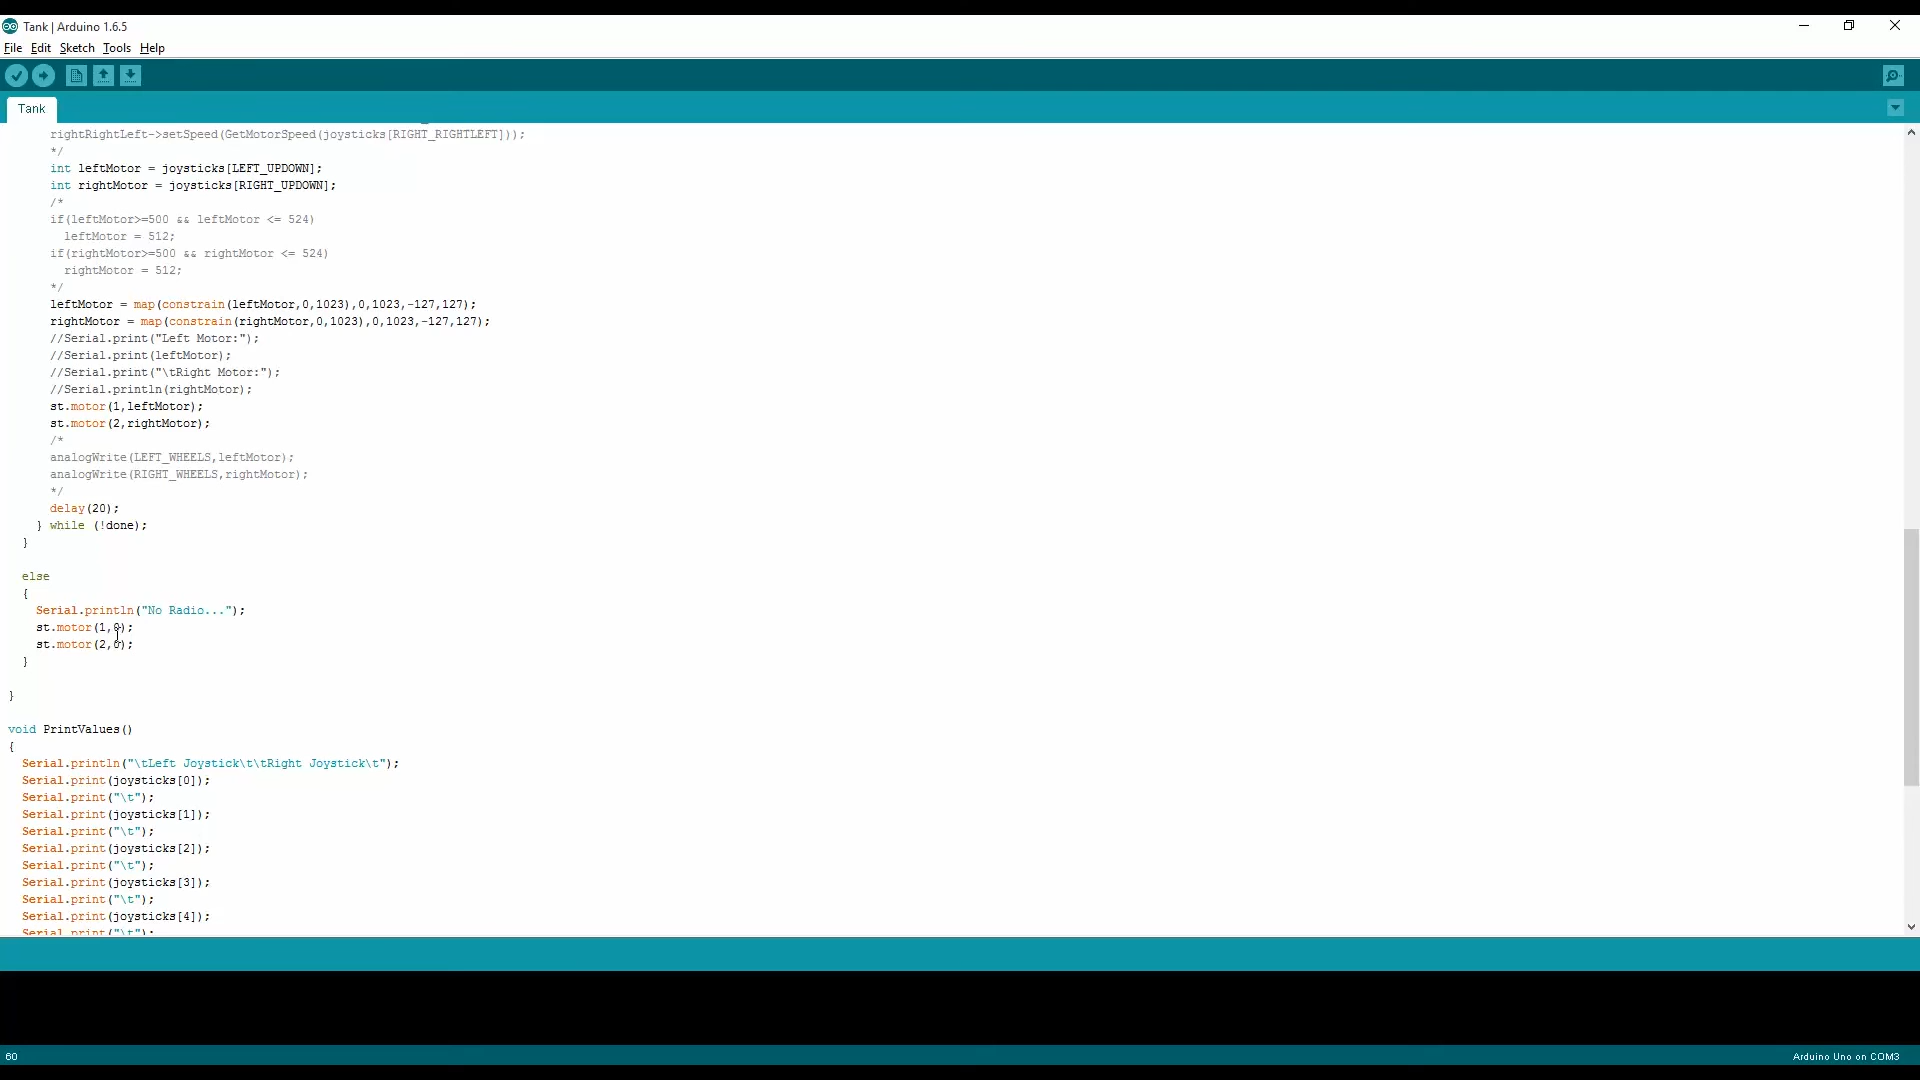 Tank | Arduino 1.6.5
File Edit Sketch Tools Help
Tank
rightRightLeft->setSpeed(GetMotorSpeed(joysticks[RIGHT_RIGHTLEFT]));
*/
int leftMotor = joysticks[LEFT_UPDOWN];
int rightMotor = joysticks[RIGHT_UPDOWN];
/*
if(leftMotor>=500 && leftMotor <= 524)
leftMotor = 512;
if(rightMotor>=500 && rightMotor <= 524)
rightMotor = 512;
*/
leftMotor = map(constrain(leftMotor,0,1023),0,1023,-127,127);
rightMotor = map(constrain(rightMotor,0,1023),0,1023,-127,127);
//Serial.print("Left Motor:");
//Serial.print(leftMotor);
//Serial.print("\tRight Motor:");
//Serial.println(rightMotor);
st.motor(1,leftMotor);
st.motor(2,rightMotor);
/*
analogWrite(LEFT_WHEELS,leftMotor);
analogWrite(RIGHT_WHEELS,rightMotor);
*/
delay(20);
} while (!done);
}
else
{
Serial.println("No Radio...");
st.motor(1,0);
st.motor(2,0);
}
}
void PrintValues()
{
Serial.println("\tLeft Joystick\t\tRight Joystick\t");
Serial.print(joysticks[0]);
Serial.print("\t");
Serial.print(joysticks[1]);
Serial.print("\t");
Serial.print(joysticks[2]);
Serial.print("\t");
Serial.print(joysticks[3]);
Serial.print("\t");
Serial.print(joysticks[4]);
Serial.print("\t");
60
Arduino Uno on COM3